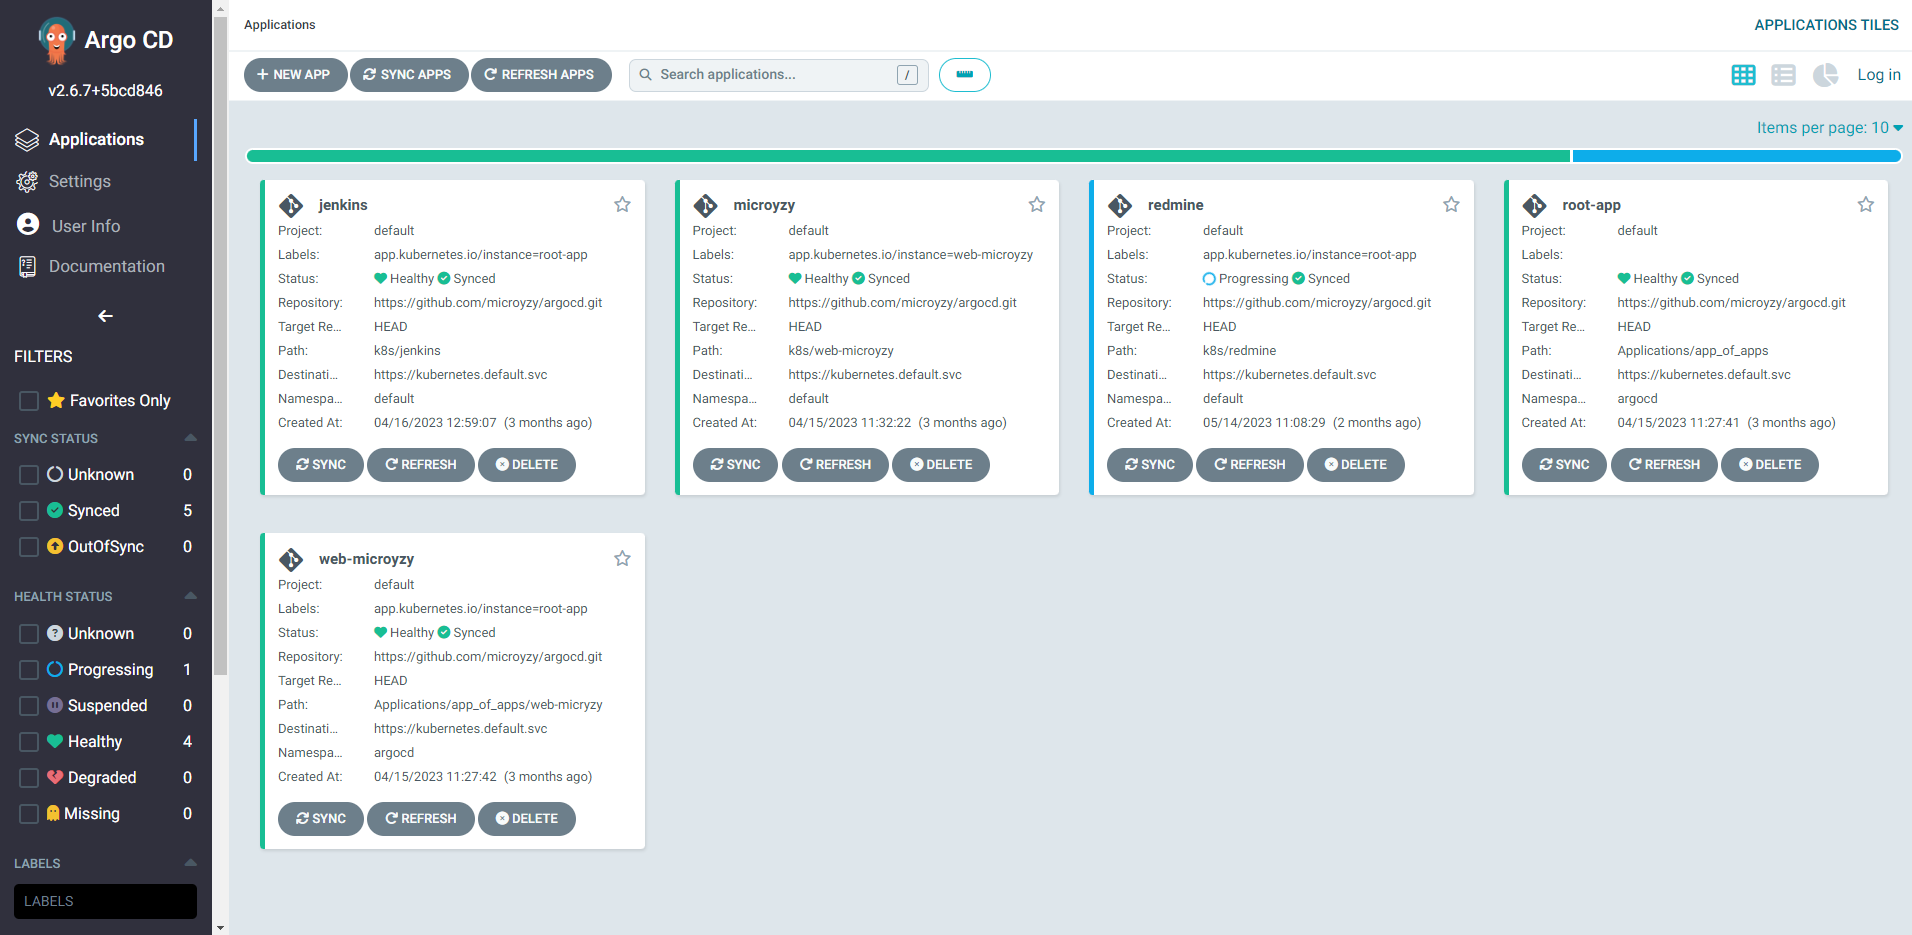 Argo CD
v2.6.7+5bcd846
Applications
Settings
User Info
Documentation
FILTERS
Favorites Only
SYNC STATUS
Unknown 0
Synced 5
OutOfSync 0
HEALTH STATUS
Unknown 0
Progressing 1
Suspended 0
Healthy 4
Degraded 0
Missing 0
LABELS
LABELS
Applications
APPLICATIONS TILES
NEW APP
SYNC APPS
REFRESH APPS
Search applications...
/
Log in
Items per page: 10
jenkins
Project: default
Labels: app.kubernetes.io/instance=root-app
Status: Healthy Synced
Repository: https://github.com/microyzy/argocd.git
Target Re... HEAD
Path: k8s/jenkins
Destinati... https://kubernetes.default.svc
Namespa... default
Created At: 04/16/2023 12:59:07 (3 months ago)
SYNC REFRESH DELETE
microyzy
Project: default
Labels: app.kubernetes.io/instance=web-microyzy
Status: Healthy Synced
Repository: https://github.com/microyzy/argocd.git
Target Re... HEAD
Path: k8s/web-microyzy
Destinati... https://kubernetes.default.svc
Namespa... default
Created At: 04/15/2023 11:32:22 (3 months ago)
SYNC REFRESH DELETE
redmine
Project: default
Labels: app.kubernetes.io/instance=root-app
Status: Progressing Synced
Repository: https://github.com/microyzy/argocd.git
Target Re... HEAD
Path: k8s/redmine
Destinati... https://kubernetes.default.svc
Namespa... default
Created At: 05/14/2023 11:08:29 (2 months ago)
SYNC REFRESH DELETE
root-app
Project: default
Labels:
Status: Healthy Synced
Repository: https://github.com/microyzy/argocd.git
Target Re... HEAD
Path: Applications/app_of_apps
Destinati... https://kubernetes.default.svc
Namespa... argocd
Created At: 04/15/2023 11:27:41 (3 months ago)
SYNC REFRESH DELETE
web-microyzy
Project: default
Labels: app.kubernetes.io/instance=root-app
Status: Healthy Synced
Repository: https://github.com/microyzy/argocd.git
Target Re... HEAD
Path: Applications/app_of_apps/web-micryzy
Destinati... https://kubernetes.default.svc
Namespa... argocd
Created At: 04/15/2023 11:27:42 (3 months ago)
SYNC REFRESH DELETE